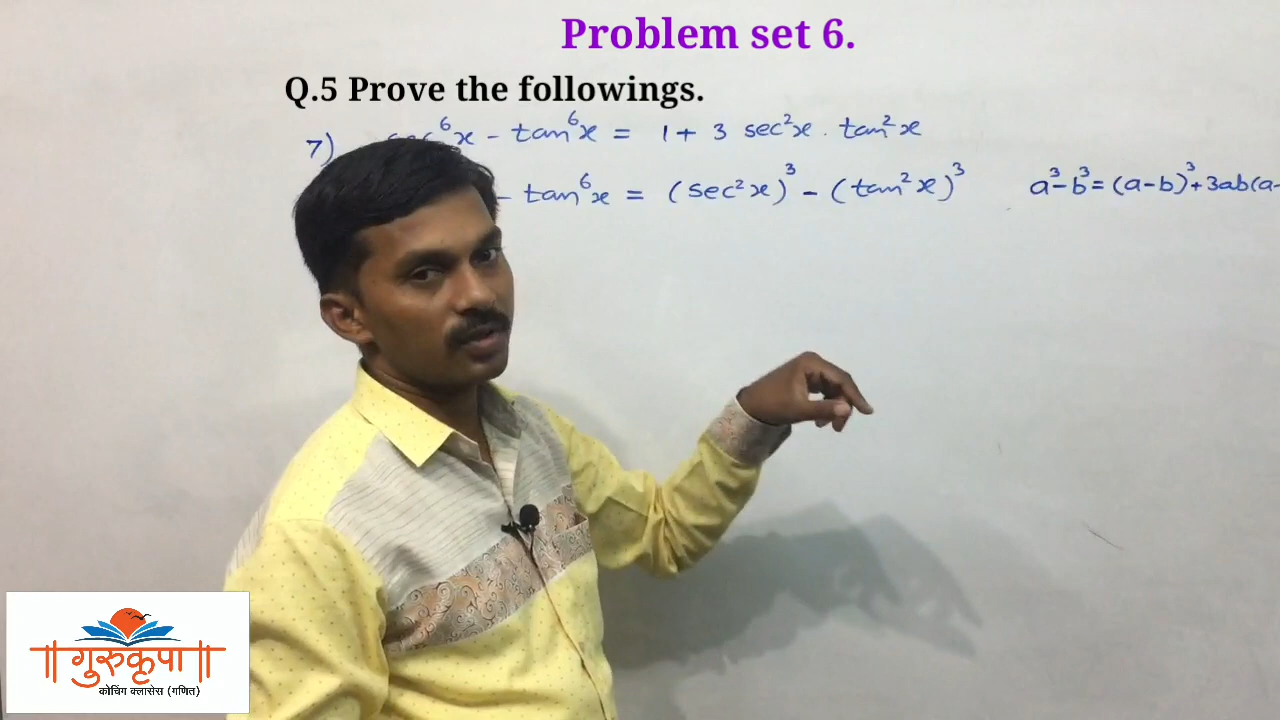 Problem set 6.
Q.5 Prove the followings.
7) sec⁶x - tan⁶x = 1 + 3 sec²x . tan²x
- tan⁶x = (sec²x)³ - (tan²x)³
a³-b³ = (a-b)³+3ab(a-
गुरुकृपा
कोचिंग क्लासेस (गणित)